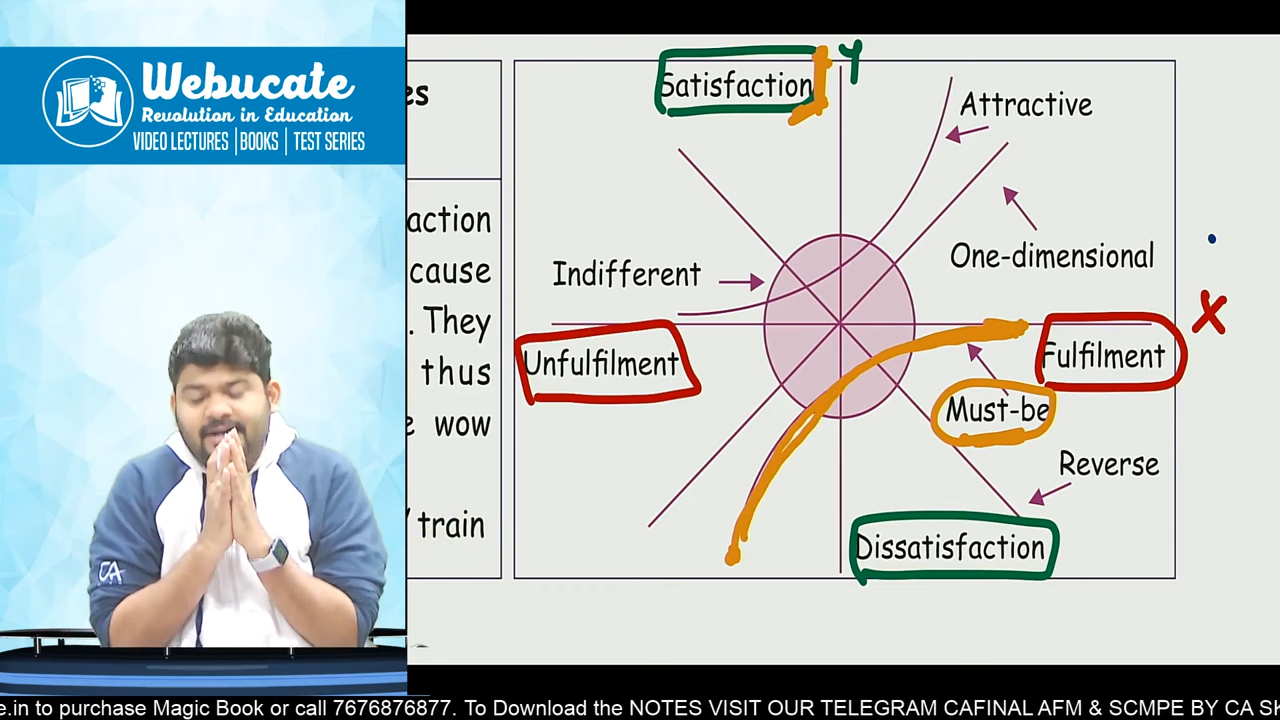 Webucate
Revolution in Education
VIDEO LECTURES | BOOKS | TEST SERIES
es
action
cause
. They
thus
e wow
/ train
Satisfaction
Y
Attractive
One-dimensional
Indifferent
X
Unfulfilment
Fulfilment
Must-be
Reverse
Dissatisfaction
CA
e.in to purchase Magic Book or call 7676876877. To Download the NOTES VISIT OUR TELEGRAM CAFINAL AFM & SCMPE BY CA SH